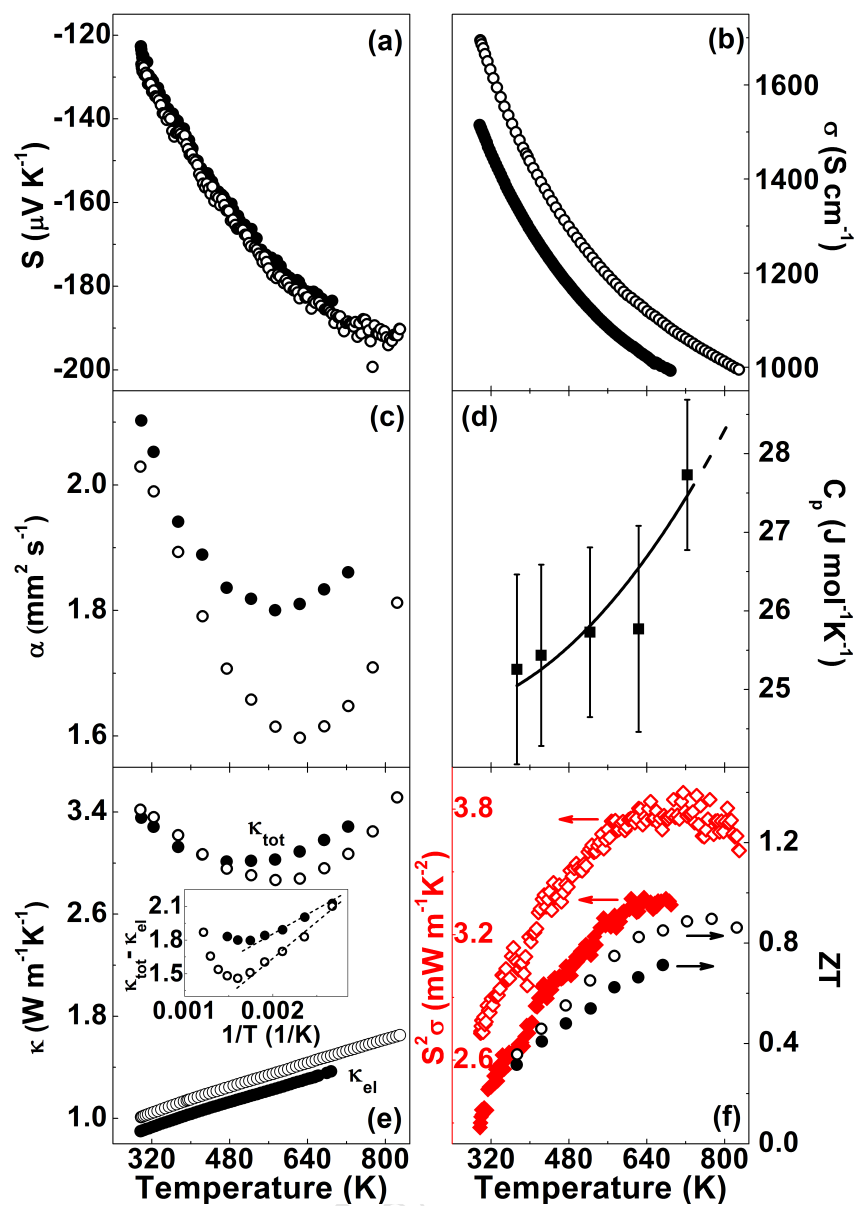 (a)
-120
-140
-160
-180
-200
S (μV K⁻¹)
(b)
1600
1400
1200
1000
σ (S cm⁻¹)
(c)
2.0
1.8
1.6
α (mm² s⁻¹)
(d)
28
27
26
25
Cₚ (J mol⁻¹K⁻¹)
3.4
2.6
1.8
1.0
κ (W m⁻¹K⁻¹)
κtot
2.1
1.8
1.5
κtot - κel
0.001 0.002
1/T (1/K)
κel
(e)
320 480 640 800
Temperature (K)
3.8
3.2
2.6
S²σ (mW m⁻¹K⁻²)
1.2
0.8
0.4
0.0
ZT
(f)
320 480 640 800
Temperature (K)